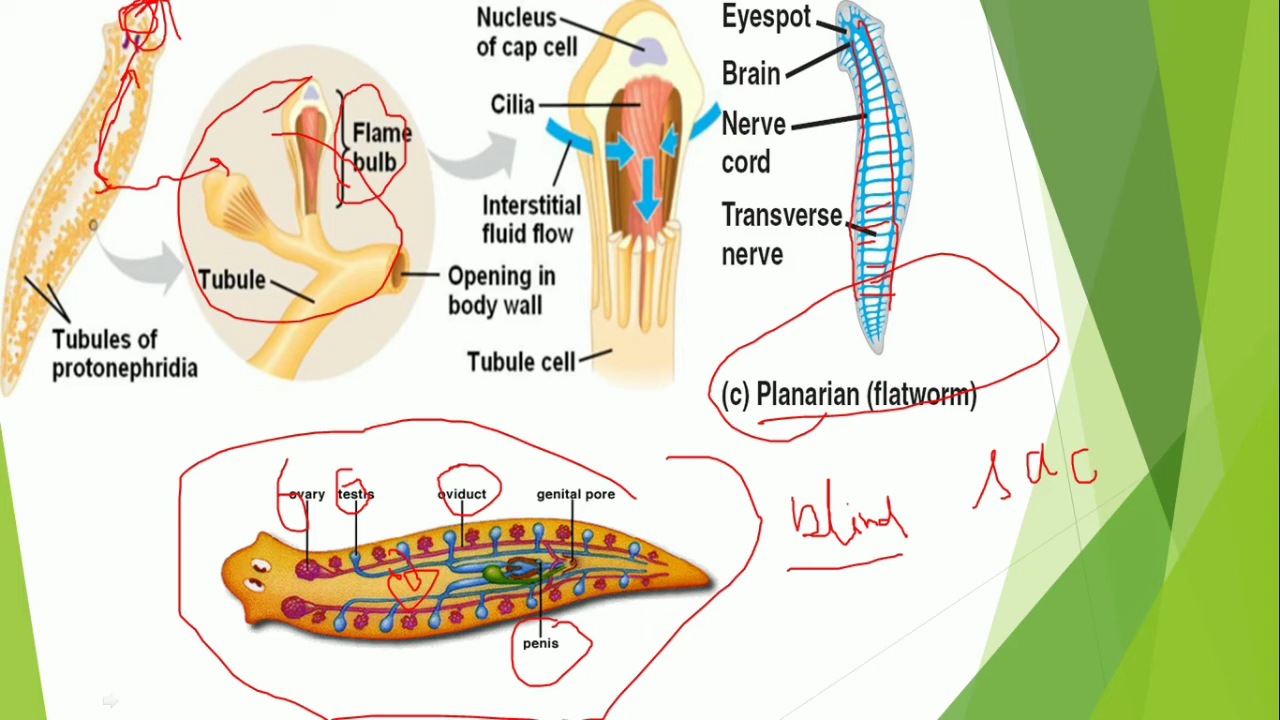 Nucleus
of cap cell
Cilia
Flame
bulb
Interstitial
fluid flow
Tubule
Opening in
body wall
Tubules of
protonephridia
Tubule cell
Eyespot
Brain
Nerve
cord
Transverse
nerve
(c) Planarian (flatworm)
ovary testis oviduct genital pore
penis
blind sac